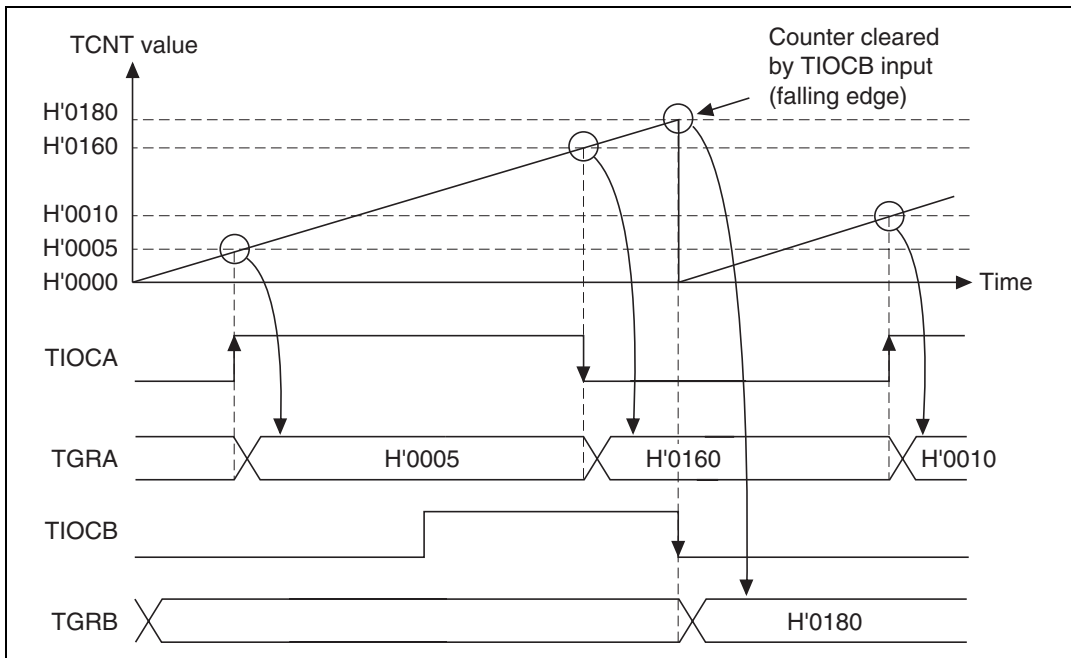 TCNT value
Counter cleared
by TIOCB input
(falling edge)
H'0180
H'0160
H'0010
H'0005
H'0000
Time
TIOCA
TGRA
H'0005
H'0160
H'0010
TIOCB
TGRB
H'0180